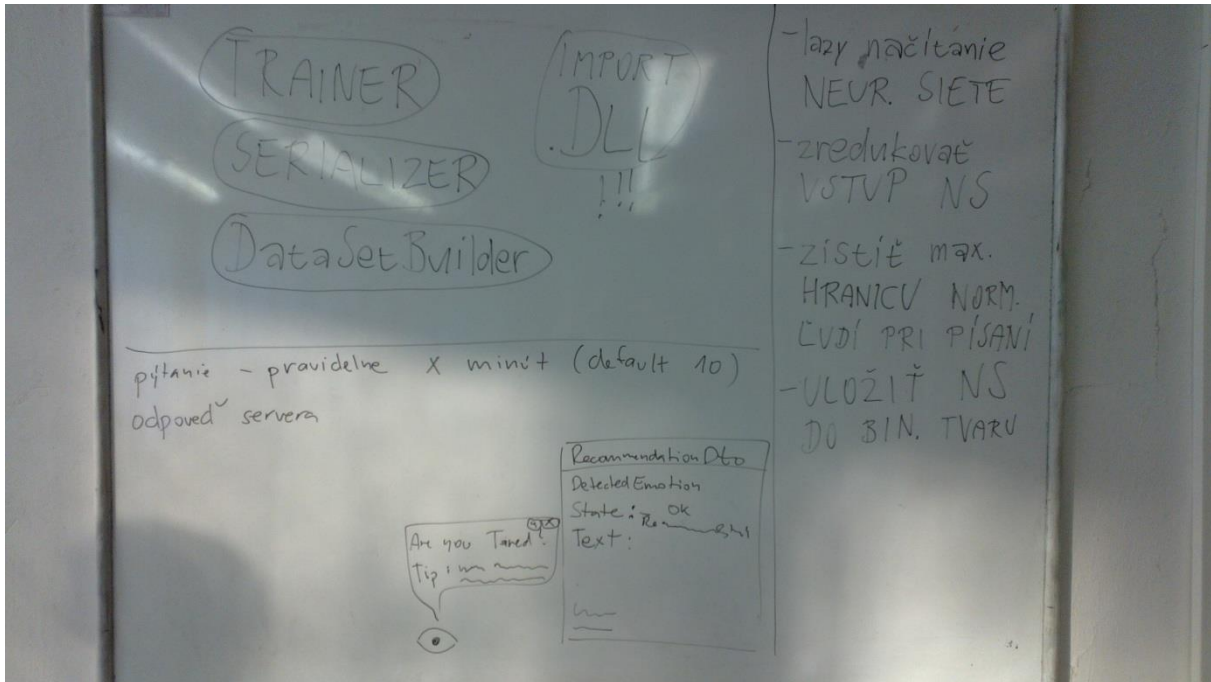 TRAINER
SERIALIZER
DataSetBuilder
IMPORT
.DLL
!!!
pýtanie - pravidelne x minút (default 10)
odpoveď servera
Are you Tared?
Tip:
RecommendationDto
DetectedEmotion
State: OK
Text:
-lazy načítánie
NEUR. SIETE
-zredukovať
VSTUP NS
-zistiť max.
HRANICU NORM.
ĽUDÍ PRI PÍSANÍ
-ULOŽIŤ NS
DO BIN. TVARU